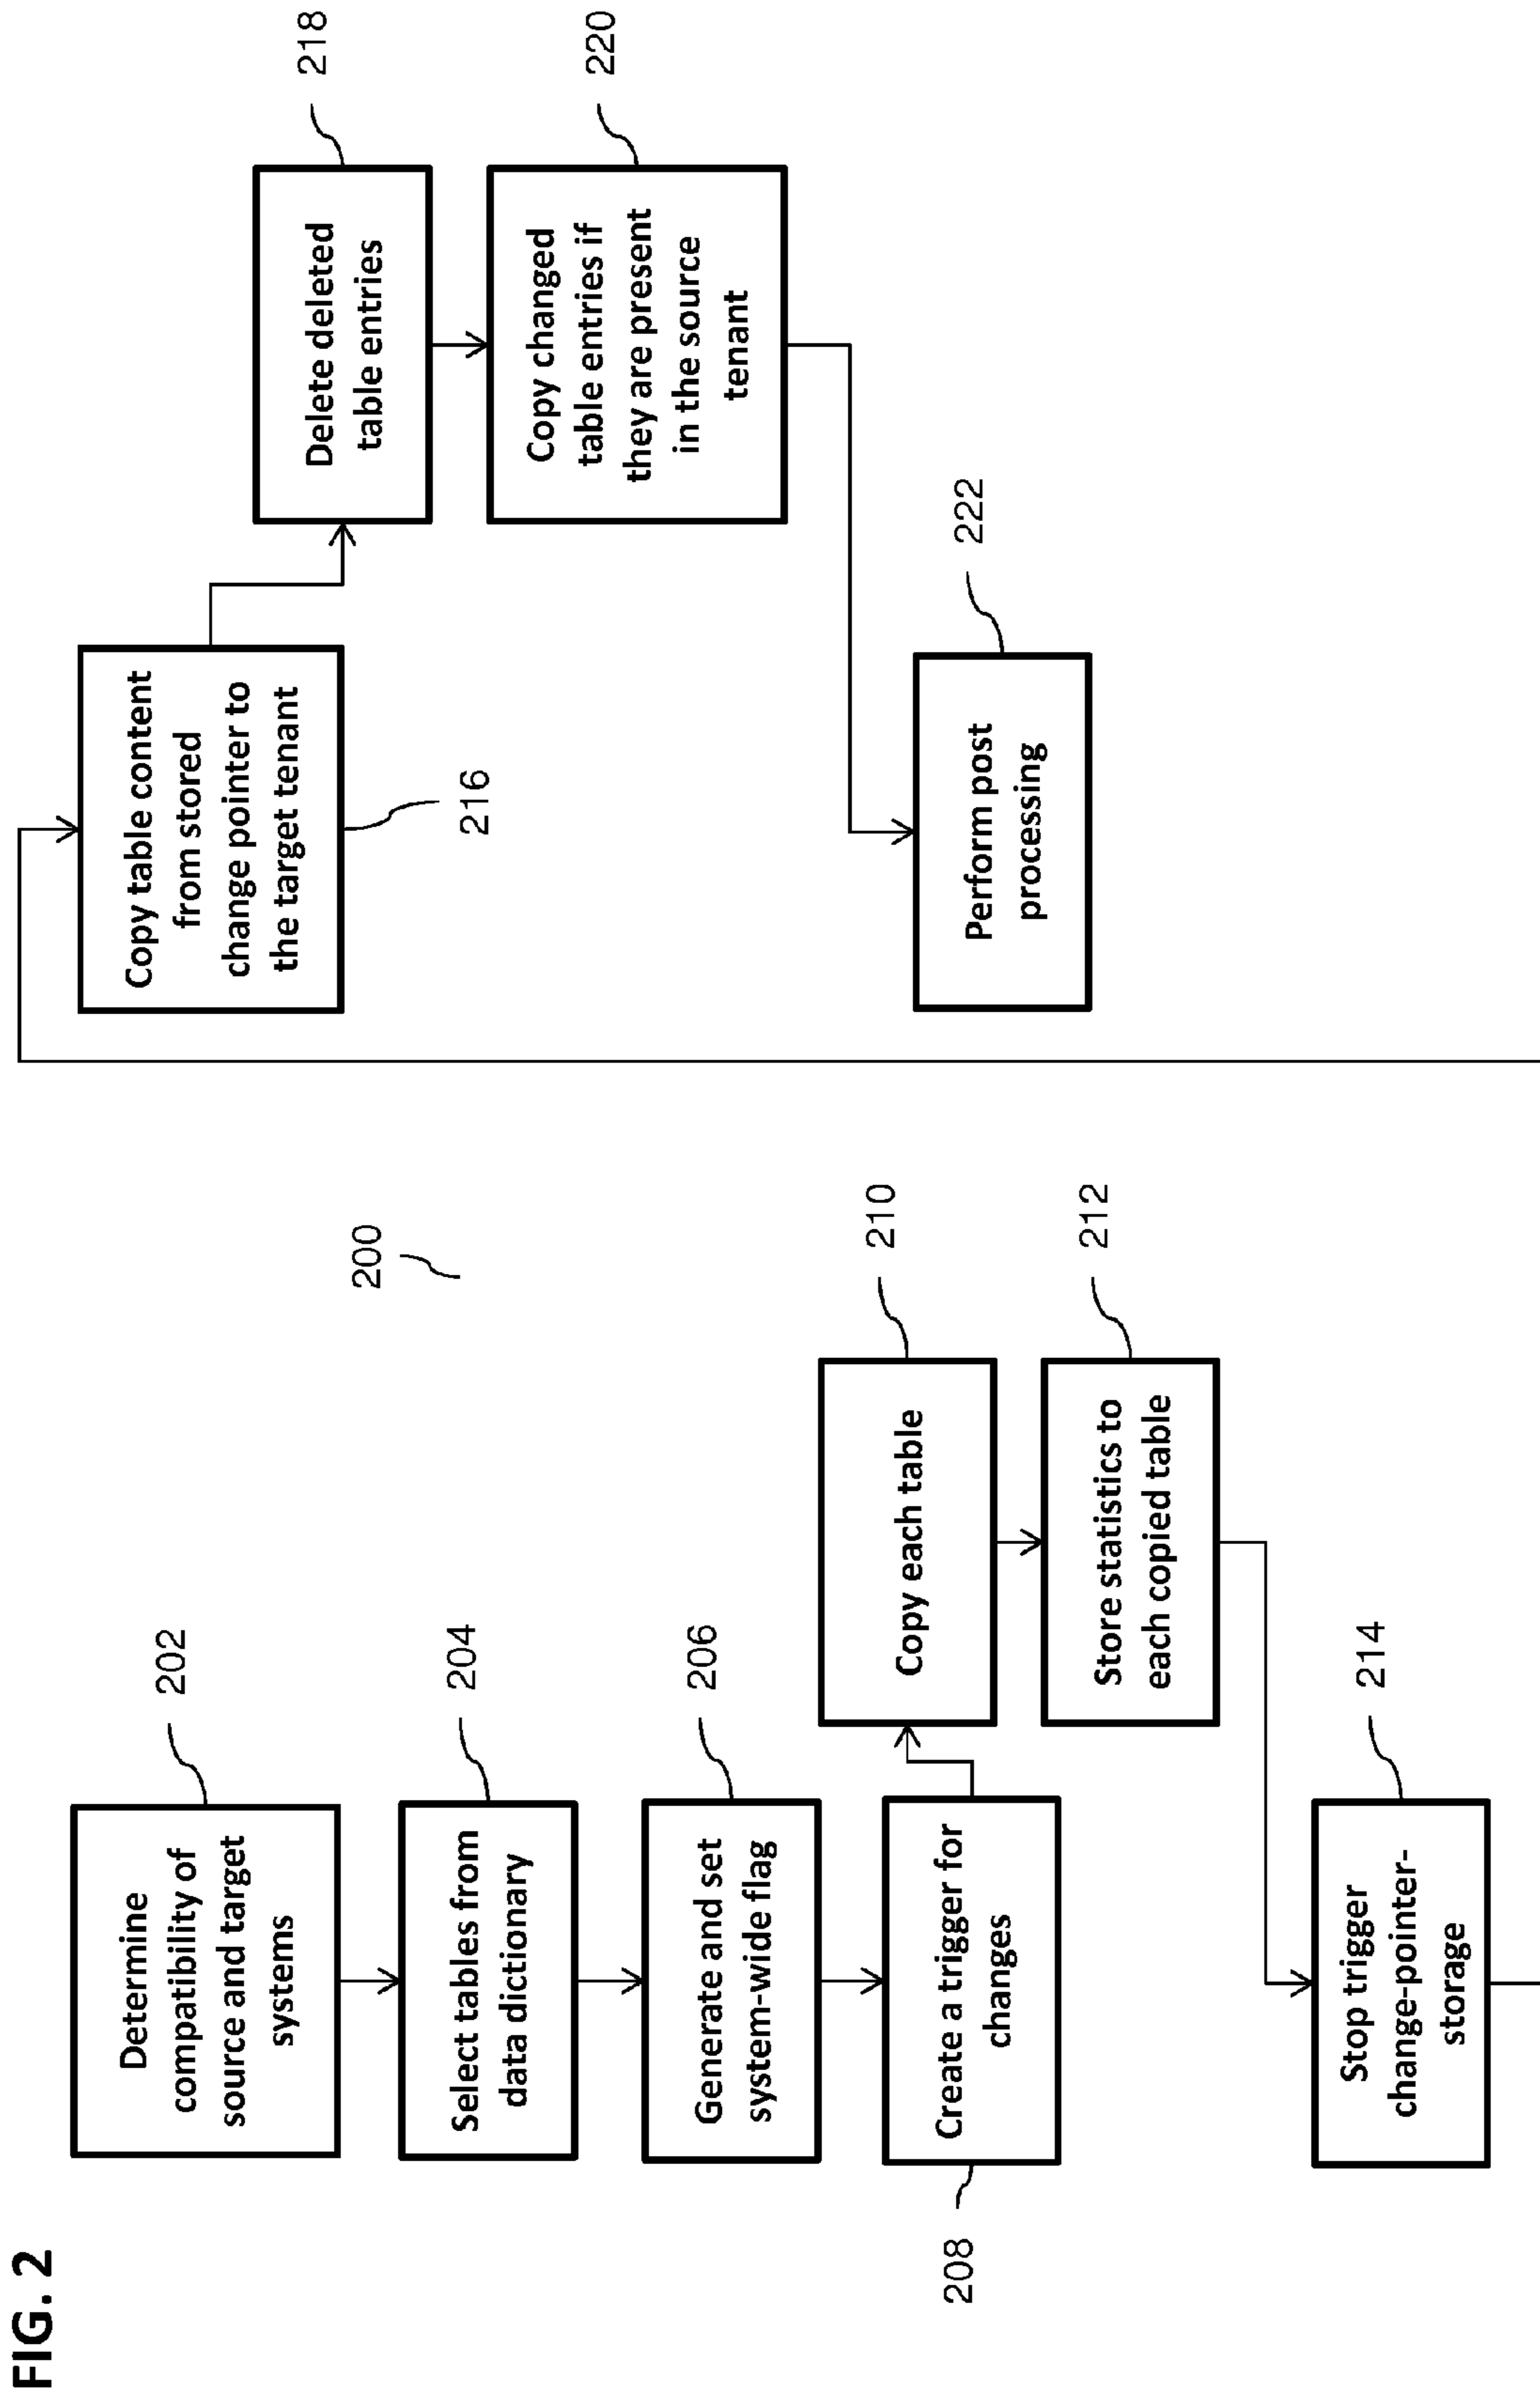 FIG. 2
200
Determine
compatibility of
source and target
systems
202
Select tables from
data dictionary
204
Generate and set
system-wide flag
206
Create a trigger for
changes
208
Copy each table
210
Store statistics to
each copied table
212
Stop trigger
change-pointer-
storage
214
Copy table content
from stored
change pointer to
the target tenant
216
Delete deleted
table entries
218
Copy changed
table entries if
they are present
in the source
tenant
220
Perform post
processing
222